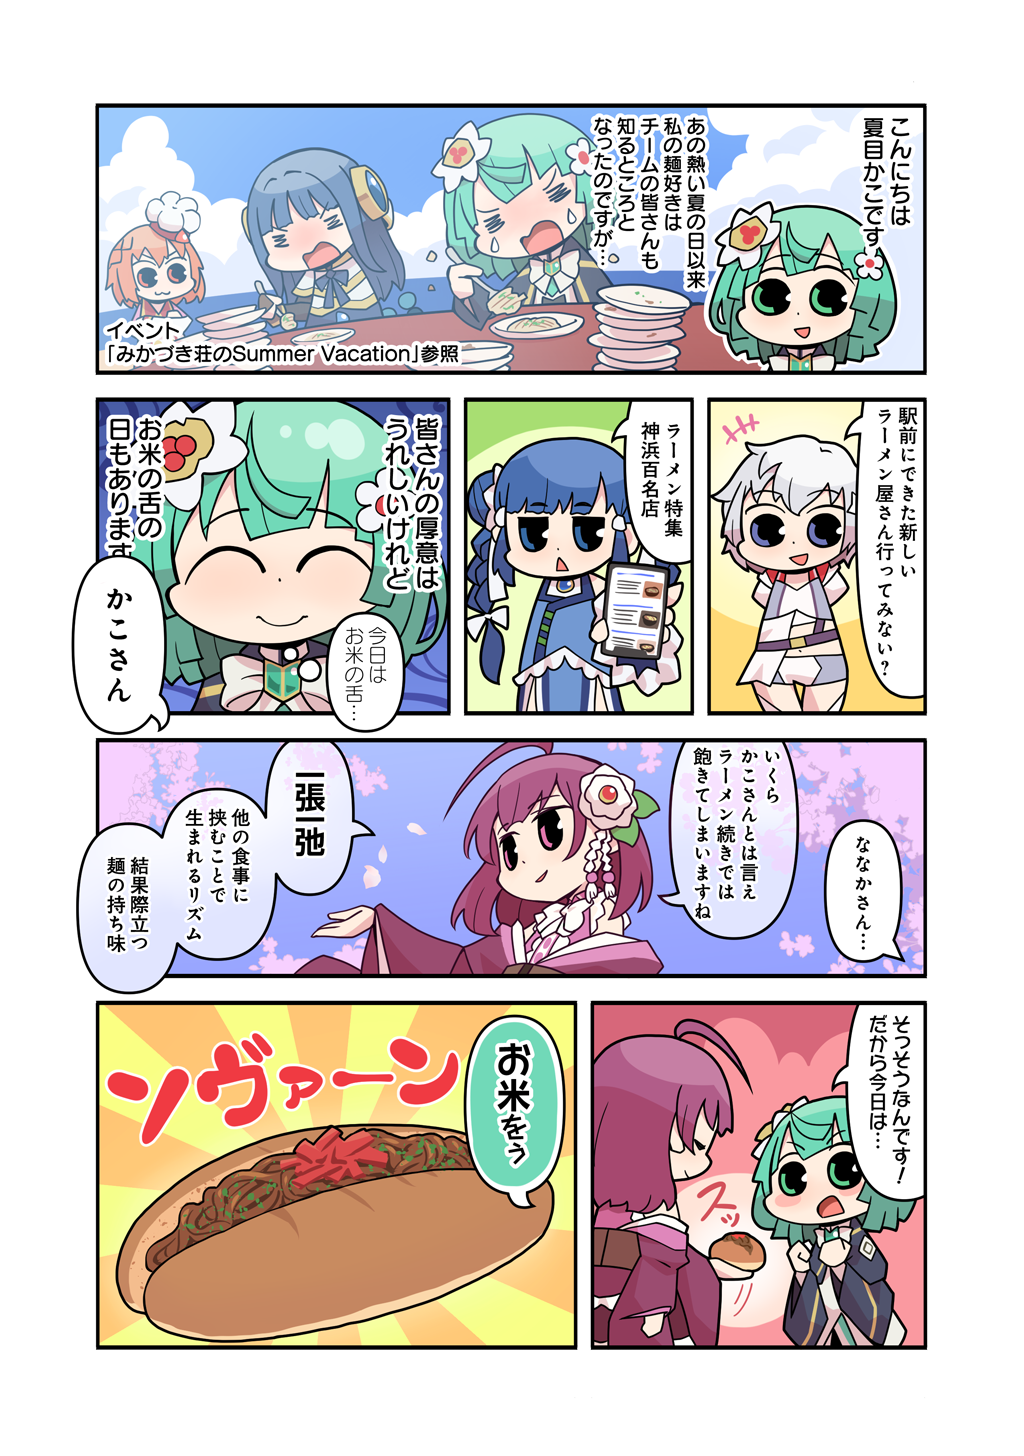 こんにちは
夏目かこです
あの熱い夏の日以来
私の麺好きは
チームの皆さんも
知るところと
なったのですが…
イベント
「みかづき荘のSummer Vacation」参照
駅前にできた新しい
ラーメン屋さん行ってみない?
ラーメン特集
神浜百名店
皆さんの厚意は
うれしいけれど
お米の舌の
日もあります
今日は
お米の舌…
かこさん
ななかさん…
いくら
かこさんとは言え
ラーメン続きでは
飽きてしまいますね
一張一弛
他の食事に
挟むことで
生まれるリズム
結果際立つ
麺の持ち味
そっそうなんです!
だから今日は…
スッ
お米をぅ
ソヴァーン